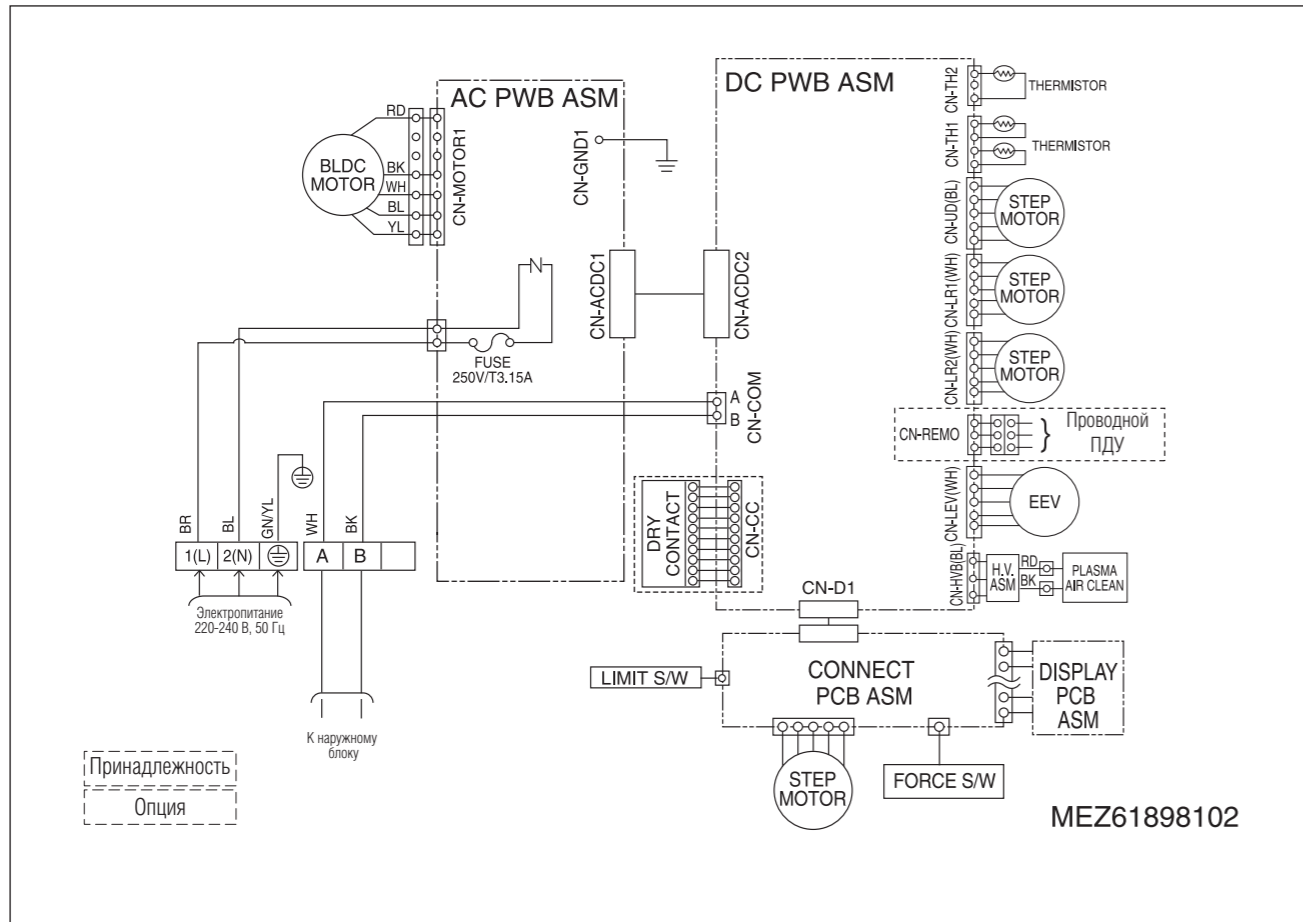 AC PWB ASM
DC PWB ASM
RD
BK
WH
BL
YL
BLDC
MOTOR
CN-MOTOR1
CN-GND1
CN-ACDC1
CN-ACDC2
N
FUSE
250V/T3.15A
CN-COM
A
B
CN-TH2
THERMISTOR
CN-TH1
THERMISTOR
CN-UD(BL)
STEP
MOTOR
CN-LR1(WH)
STEP
MOTOR
CN-LR2(WH)
STEP
MOTOR
CN-REMO
Проводной
ПДУ
CN-LEV(WH)
EEV
CN-HVB(BL)
H.V.
ASM
RD
BK
PLASMA
AIR CLEAN
DRY
CONTACT
CN-CC
BR
BL
GN/YL
WH
BK
1(L)
2(N)
A
B
Электропитание
220-240 В, 50 Гц
К наружному
блоку
CN-D1
CONNECT
PCB ASM
LIMIT S/W
STEP
MOTOR
FORCE S/W
DISPLAY
PCB
ASM
Принадлежность
Опция
MEZ61898102